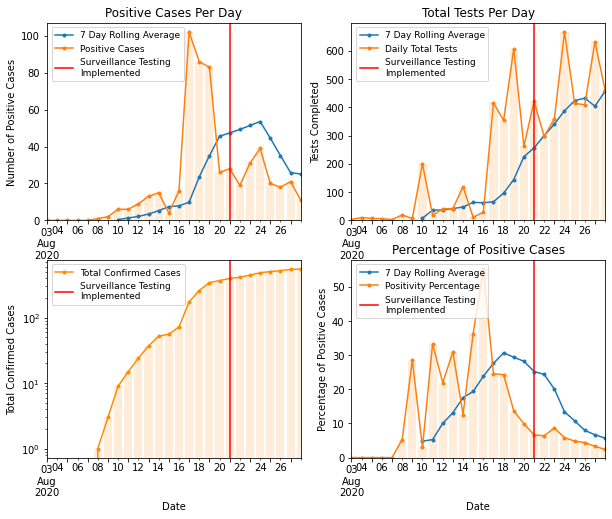 Positive Cases Per Day
7 Day Rolling Average
Positive Cases
Surveillance Testing
Implemented
Number of Positive Cases
100
80
60
40
20
0
03 04 06 08 10 12 14 16 18 20 22 24 26
Aug
2020
Total Tests Per Day
7 Day Rolling Average
Daily Total Tests
Surveillance Testing
Implemented
Tests Completed
600
500
400
300
200
100
0
03 04 06 08 10 12 14 16 18 20 22 24 26
Aug
2020
Total Confirmed Cases
Surveillance Testing
Implemented
Total Confirmed Cases
10²
10¹
10⁰
03 04 06 08 10 12 14 16 18 20 22 24 26
Aug
2020
Date
Percentage of Positive Cases
7 Day Rolling Average
Positivity Percentage
Surveillance Testing
Implemented
Percentage of Positive Cases
50
40
30
20
10
0
03 04 06 08 10 12 14 16 18 20 22 24 26
Aug
2020
Date